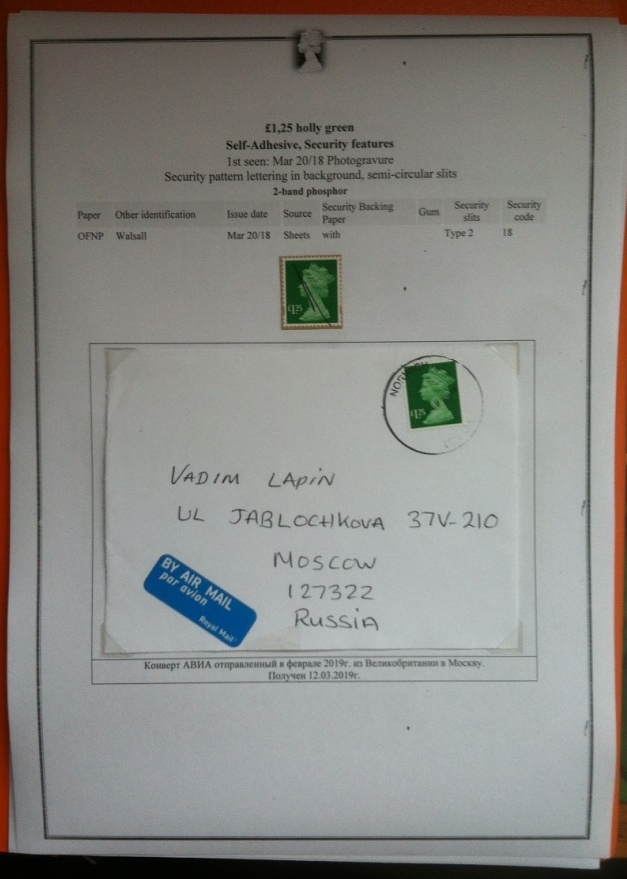 £1,25 holly green
Self-Adhesive, Security features
1st seen: Mar 20/18 Photogravure
Security pattern lettering in background, semi-circular slits
2-band phosphor
Paper Other identification Issue date Source Security Backing Paper Gum Security slits Security code
OFNP Walsall Mar 20/18 Sheets with Type 2 18
£1.25
£1.25
VADIM LAPIN
UL JABLOCHKOVA 37V-210
MOSCOW
127322
RUSSIA
BY AIR MAIL
par avion
Royal Mail
Конверт АВИА отправленный в феврале 2019г. из Великобритании в Москву.
Получен 12.03.2019г.